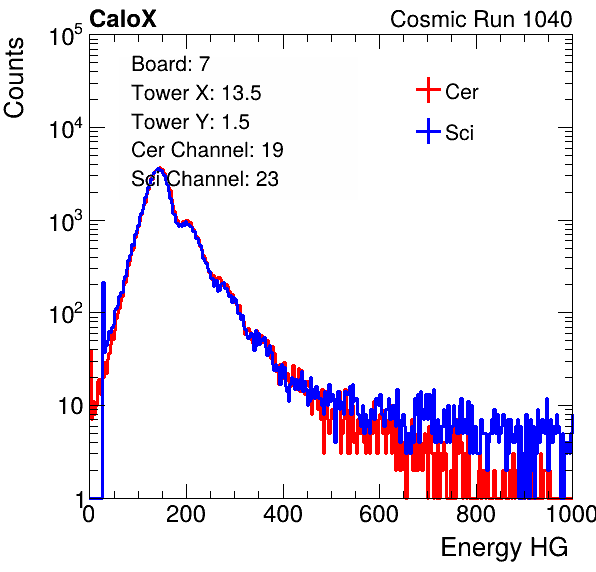 CaloX Cosmic Run 1040
Counts
10^5
10^4
10^3
10^2
10
1
Board: 7
Tower X: 13.5
Tower Y: 1.5
Cer Channel: 19
Sci Channel: 23
Cer
Sci
0 200 400 600 800 1000
Energy HG